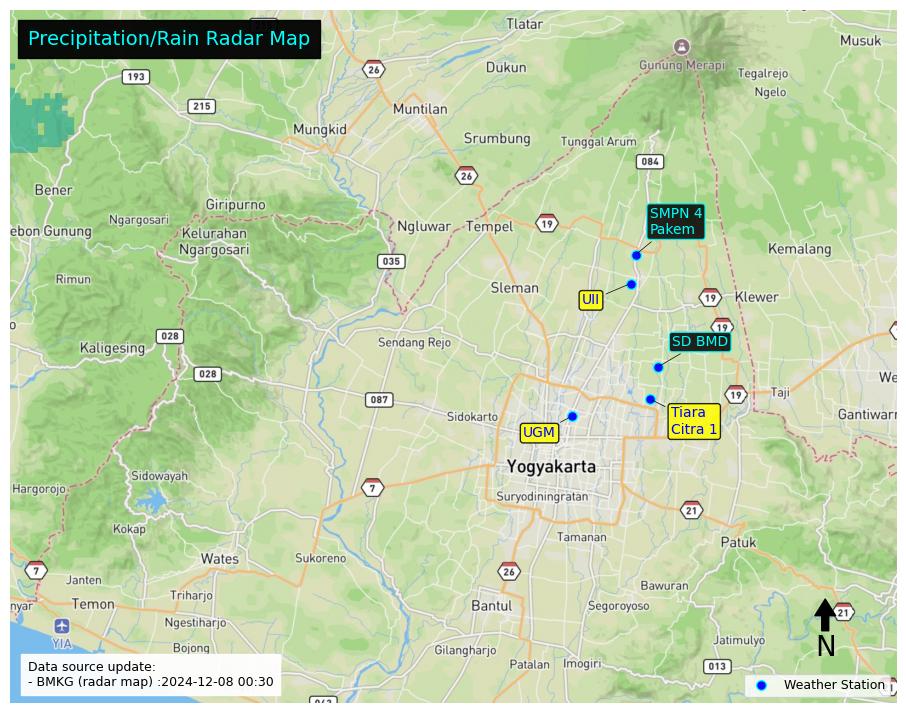 Precipitation/Rain Radar Map
Tlatar
Musuk
193
26
Dukun
Gunung Merapi
Tegalrejo
Ngelo
215
Muntilan
Mungkid
Srumbung
Tunggal Arum
084
26
Bener
Giripurno
SMPN 4
Pakem
Ngargosari
ebon Gunung
Kelurahan
Ngargosari
Ngluwar
Tempel
19
Kemalang
035
Rimun
UII
Sleman
19
Klewer
19
028
Kaligesing
Sendang Rejo
SD BMD
028
087
19
Taji
We
Sidokarto
Tiara
Citra 1
Gantiwarn
UGM
Yogyakarta
Sidowayah
Hargorojo
7
Suryodiningratan
21
Kokap
Tamanan
Patuk
Wates
Sukoreno
7
Janten
26
Bawuran
nyar
Temon
Triharjo
Bantul
Segoroyoso
21
YIA
Ngestiharjo
N
Bojong
Jatimulyo
Gilangharjo
Patalan
Imogiri
013
Data source update:
- BMKG (radar map) :2024-12-08 00:30
Weather Station